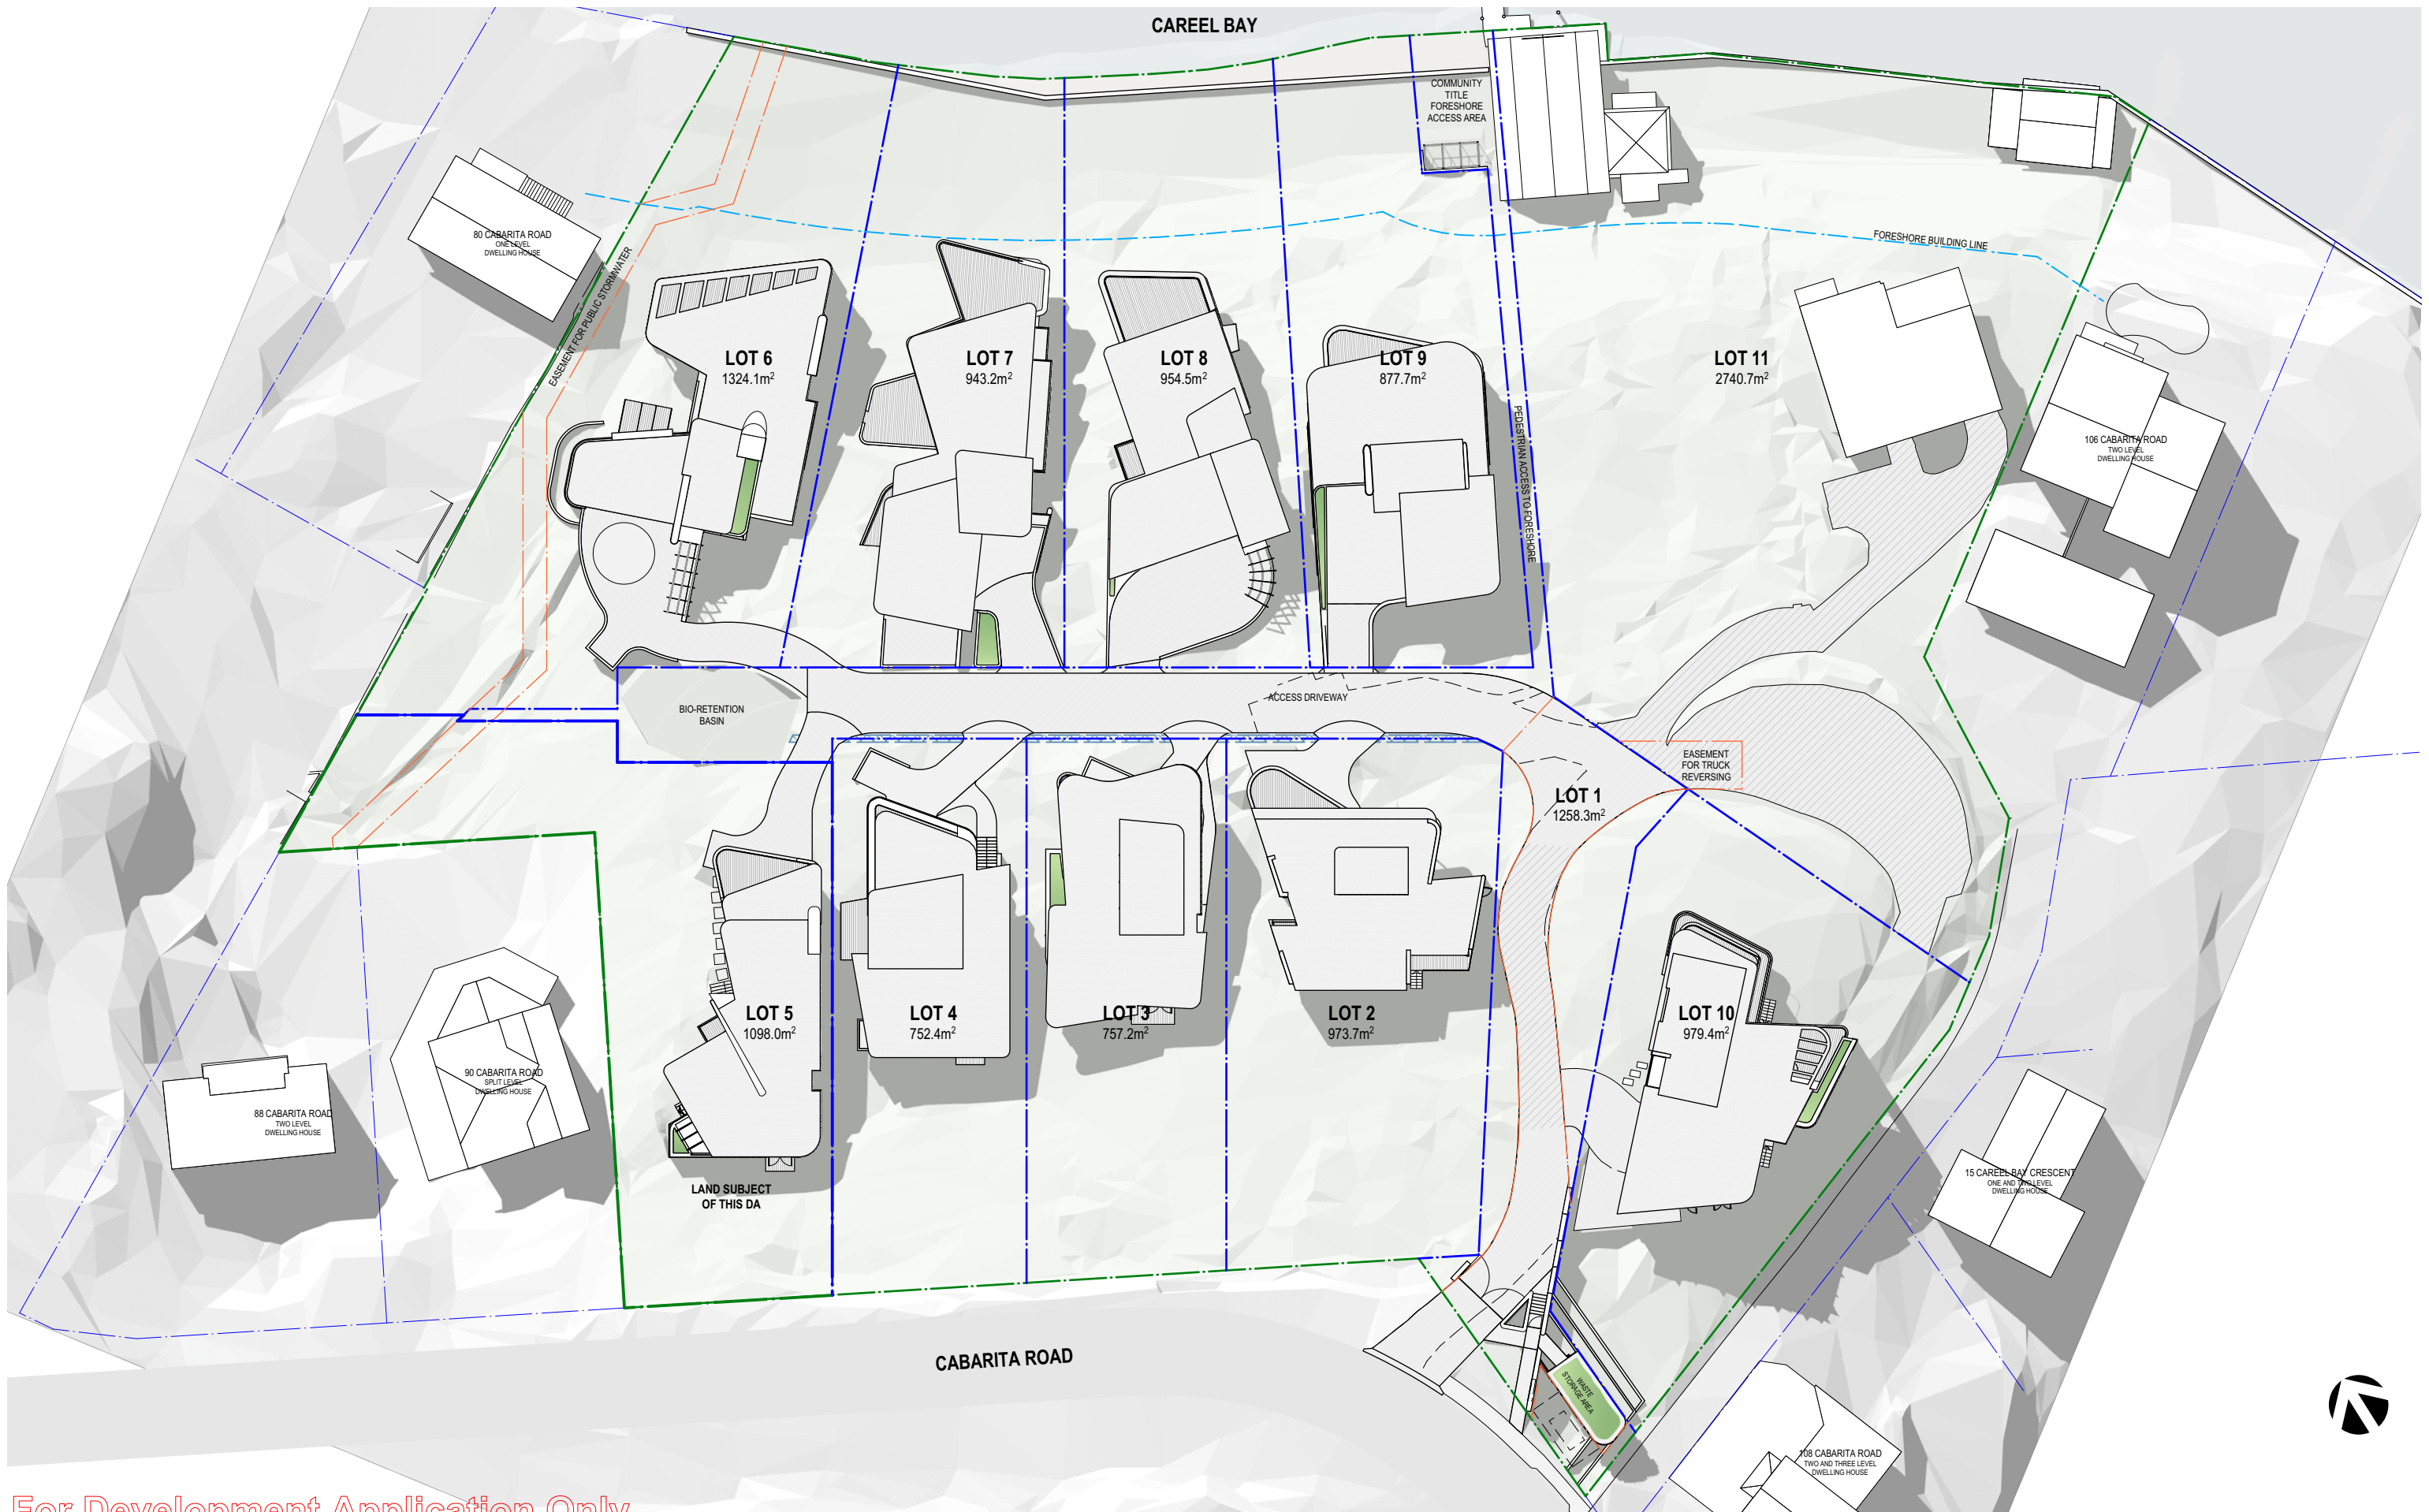 CAREEL BAY
COMMUNITY
TITLE
FORESHORE
ACCESS AREA
80 CABARITA ROAD
ONE LEVEL
DWELLING HOUSE
FORESHORE BUILDING LINE
EASEMENT FOR PUBLIC STORMWATER
LOT 6
1324.1m²
LOT 7
943.2m²
LOT 8
954.5m²
LOT 9
877.7m²
LOT 11
2740.7m²
PEDESTRIAN ACCESS TO FORESHORE
106 CABARITA ROAD
TWO LEVEL
DWELLING HOUSE
BIO-RETENTION
BASIN
ACCESS DRIVEWAY
EASEMENT
FOR TRUCK
REVERSING
LOT 1
1258.3m²
LOT 5
1098.0m²
LOT 4
752.4m²
LOT 3
757.2m²
LOT 2
973.7m²
LOT 10
979.4m²
90 CABARITA ROAD
SPLIT LEVEL
DWELLING HOUSE
88 CABARITA ROAD
TWO LEVEL
DWELLING HOUSE
LAND SUBJECT
OF THIS DA
15 CAREEL BAY CRESCENT
ONE AND TWO LEVEL
DWELLING HOUSE
CABARITA ROAD
WASTE
STORAGE AREA
108 CABARITA ROAD
TWO AND THREE LEVEL
DWELLING HOUSE
For Development Application Only